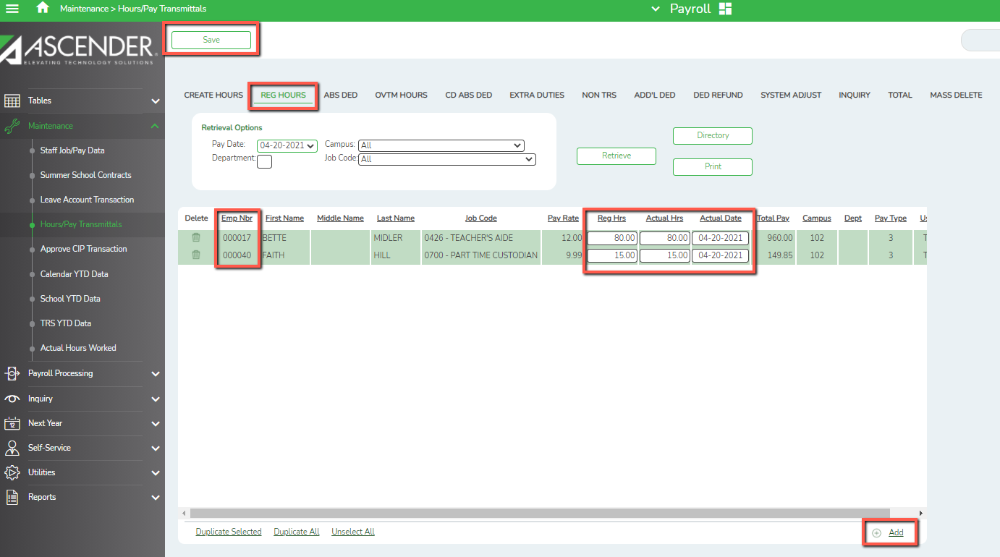 Maintenance > Hours/Pay Transmittals
Payroll
ASCENDER
ELEVATING TECHNOLOGY SOLUTIONS
Save
Tables
Maintenance
Staff Job/Pay Data
Summer School Contracts
Leave Account Transaction
Hours/Pay Transmittals
Approve CIP Transaction
Calendar YTD Data
School YTD Data
TRS YTD Data
Actual Hours Worked
Payroll Processing
Inquiry
12
Next Year
Self-Service
Utilities
Reports
CREATE HOURS REG HOURS ABS DED OVTM HOURS CD ABS DED EXTRA DUTIES NON TRS ADD'L DED DED REFUND SYSTEM ADJUST INQUIRY TOTAL MASS DELETE
Retrieval Options
Pay Date: 04-20-2021 Campus: All
Department: Job Code: All
Retrieve
Directory
Print
Delete Emp Nbr First Name Middle Name Last Name Job Code Pay Rate Reg Hrs Actual Hrs Actual Date Total Pay Campus Dept Pay Type Us
000017 BETTE MIDLER 0426 - TEACHER'S AIDE 12.00 80.00 80.00 04-20-2021 960.00 102 3 T
000040 FAITH HILL 0700 - PART TIME CUSTODIAN 9.99 15.00 15.00 04-20-2021 149.85 102 3 T
Duplicate Selected Duplicate All Unselect All Add